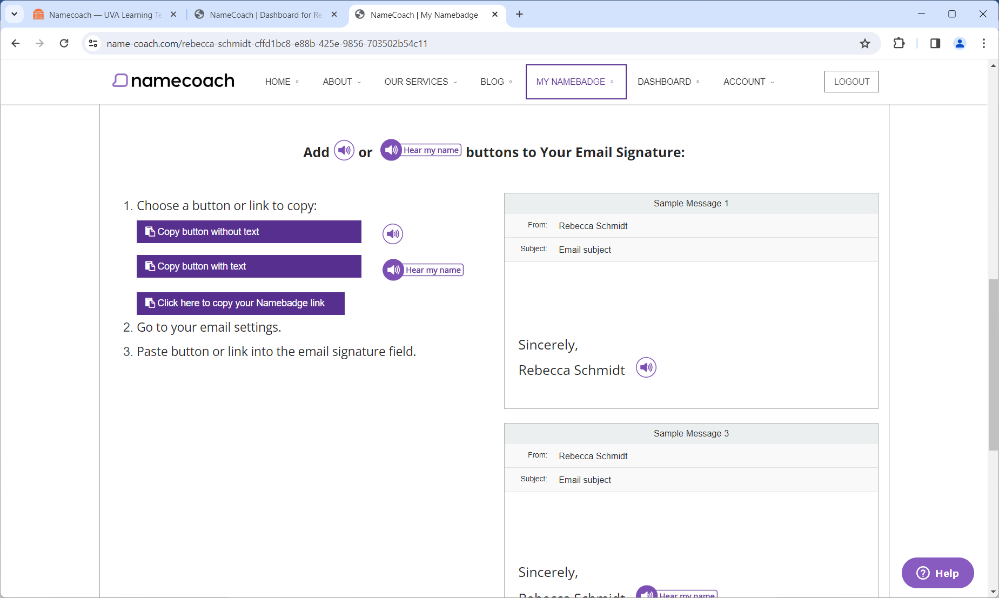 Namecoach — UVA Learning Te
NameCoach | Dashboard for Re
NameCoach | My Namebadge
name-coach.com/rebecca-schmidt-cffd1bc8-e88b-425e-9856-703502b54c11
namecoach
HOME
ABOUT
OUR SERVICES
BLOG
MY NAMEBADGE
DASHBOARD
ACCOUNT
LOGOUT
Add or Hear my name buttons to Your Email Signature:
1. Choose a button or link to copy:
Copy button without text
Copy button with text
Hear my name
Click here to copy your Namebadge link
2. Go to your email settings.
3. Paste button or link into the email signature field.
Sample Message 1
From: Rebecca Schmidt
Subject: Email subject
Sincerely,
Rebecca Schmidt
Sample Message 3
From: Rebecca Schmidt
Subject: Email subject
Sincerely,
Rebecca Schmidt Hear my name
? Help